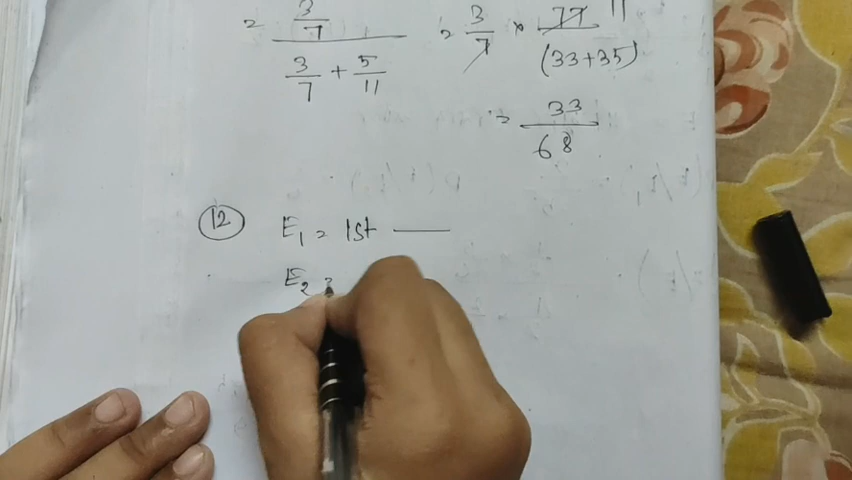 = 3/7 / (3/7 + 5/11) = 3/7 × 77 11 / (33+35)
= 33/68
12 E1 = 1st —
E2 =